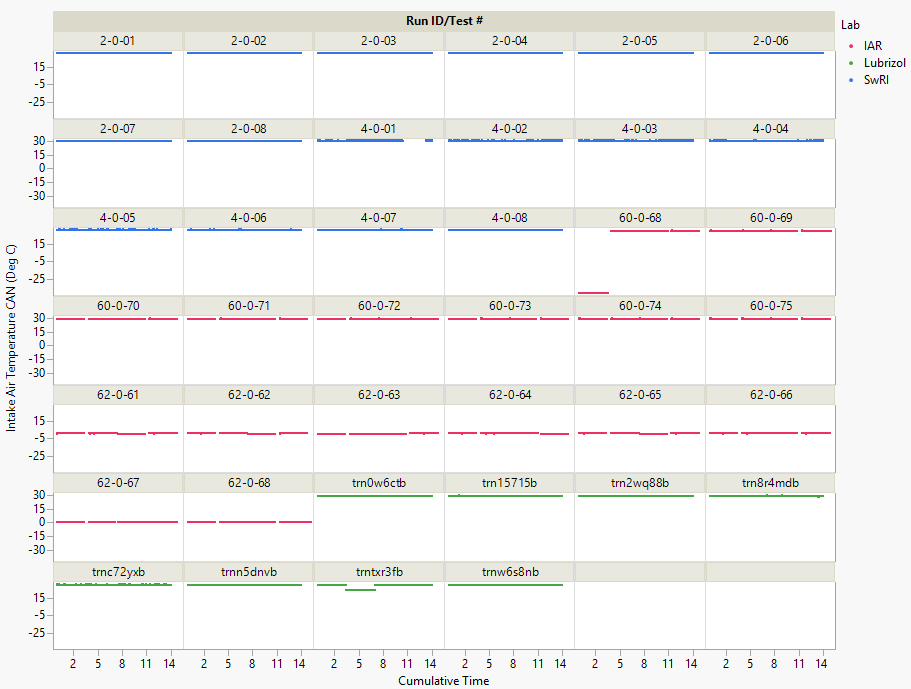 Run ID/Test #
Lab
IAR
Lubrizol
SwRI
2-0-01 2-0-02 2-0-03 2-0-04 2-0-05 2-0-06
15
-5
-25
2-0-07 2-0-08 4-0-01 4-0-02 4-0-03 4-0-04
30
15
0
-15
-30
4-0-05 4-0-06 4-0-07 4-0-08 60-0-68 60-0-69
15
-5
-25
60-0-70 60-0-71 60-0-72 60-0-73 60-0-74 60-0-75
30
15
0
-15
-30
62-0-61 62-0-62 62-0-63 62-0-64 62-0-65 62-0-66
15
-5
-25
62-0-67 62-0-68 trn0w6ctb trn15715b trn2wq88b trn8r4mdb
30
15
0
-15
-30
trnc72yxb trnn5dnvb trntxr3fb trnw6s8nb
15
-5
-25
2 5 8 11 14 2 5 8 11 14 2 5 8 11 14 2 5 8 11 14 2 5 8 11 14 2 5 8 11 14
Cumulative Time
Intake Air Temperature CAN (Deg C)